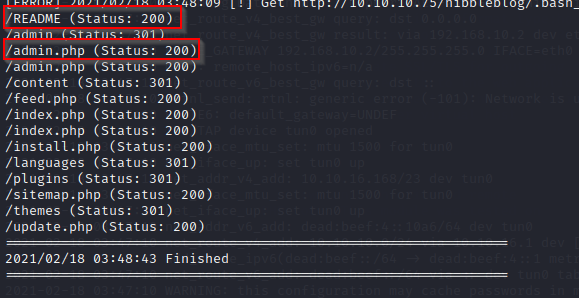 [ERROR] 2021/02/18 03:48:09 [!] Get http://10.10.10.75/nibbleblog/.bash_
/README (Status: 200)
/admin (Status: 301)
/admin.php (Status: 200)
/admin.php (Status: 200)
/content (Status: 301)
/feed.php (Status: 200)
/index.php (Status: 200)
/index.php (Status: 200)
/install.php (Status: 200)
/languages (Status: 301)
/plugins (Status: 301)
/sitemap.php (Status: 200)
/themes (Status: 301)
/update.php (Status: 200)
===============================================================
2021/02/18 03:48:43 Finished
===============================================================